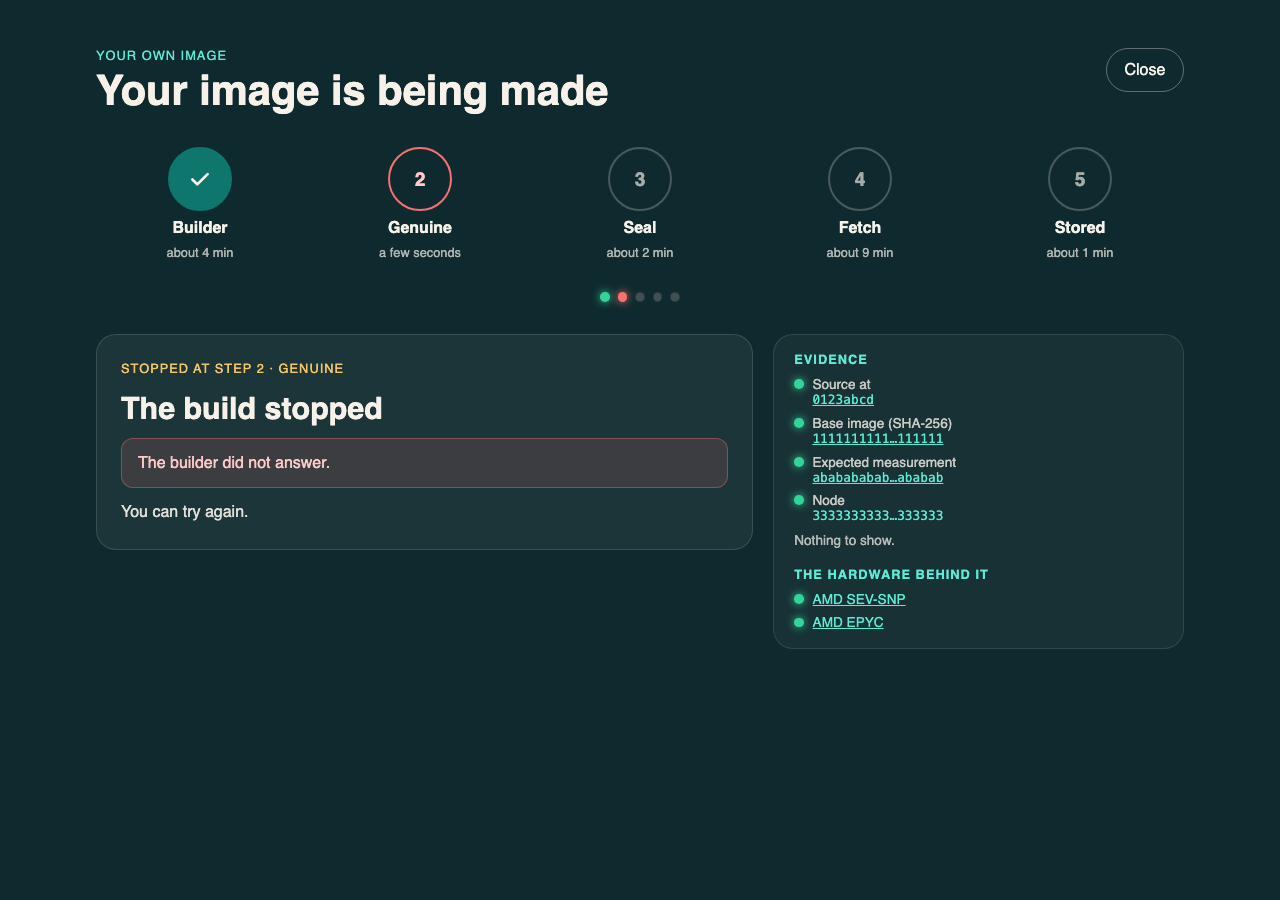 YOUR OWN IMAGE
Your image is being made
Close
2
3
4
5
Builder
Genuine
Seal
Fetch
Stored
about 4 min
a few seconds
about 2 min
about 9 min
about 1 min
STOPPED AT STEP 2 · GENUINE
The build stopped
The builder did not answer.
You can try again.
EVIDENCE
Source at
0123abcd
Base image (SHA-256)
1111111111…111111
Expected measurement
ababababab…ababab
Node
3333333333…333333
Nothing to show.
THE HARDWARE BEHIND IT
AMD SEV-SNP
AMD EPYC